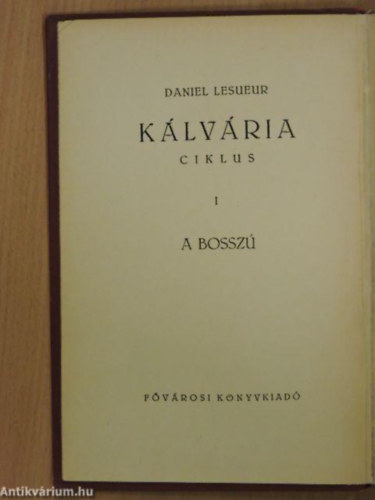 DANIEL LESUEUR
KÁLVÁRIA
CIKLUS
I
A BOSSZÚ
FŐVÁROSI KÖNYVKIADÓ
Antikvárium.hu